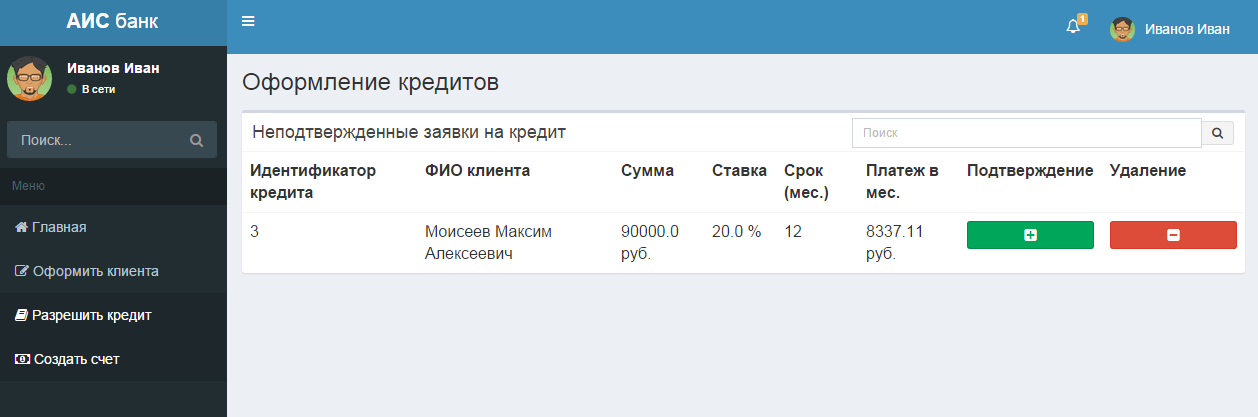 АИС банк
1
Иванов Иван
Иванов Иван
В сети
Поиск...
Меню
Главная
Оформить клиента
Разрешить кредит
Создать счет
Оформление кредитов
Неподтвержденные заявки на кредит
Поиск
Идентификатор кредита ФИО клиента Сумма Ставка Срок (мес.) Платеж в мес. Подтверждение Удаление
3 Моисеев Максим Алексеевич 90000.0 руб. 20.0 % 12 8337.11 руб.